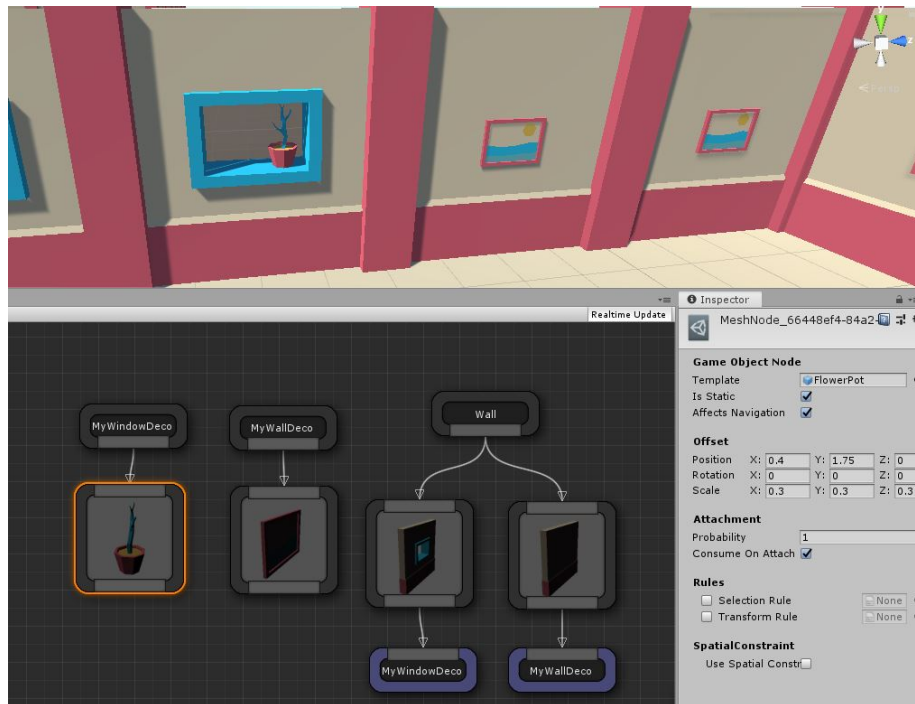 y
z
Persp
Realtime Update
MyWindowDeco
MyWallDeco
Wall
MyWindowDeco
MyWallDeco
Inspector
MeshNode_66448ef4-84a2-
Game Object Node
Template FlowerPot
Is Static
Affects Navigation
Offset
Position X: 0.4 Y: 1.75 Z: 0
Rotation X: 0 Y: 0 Z: 0
Scale X: 0.3 Y: 0.3 Z: 0.3
Attachment
Probability 1
Consume On Attach
Rules
Selection Rule None
Transform Rule None
SpatialConstraint
Use Spatial Constr